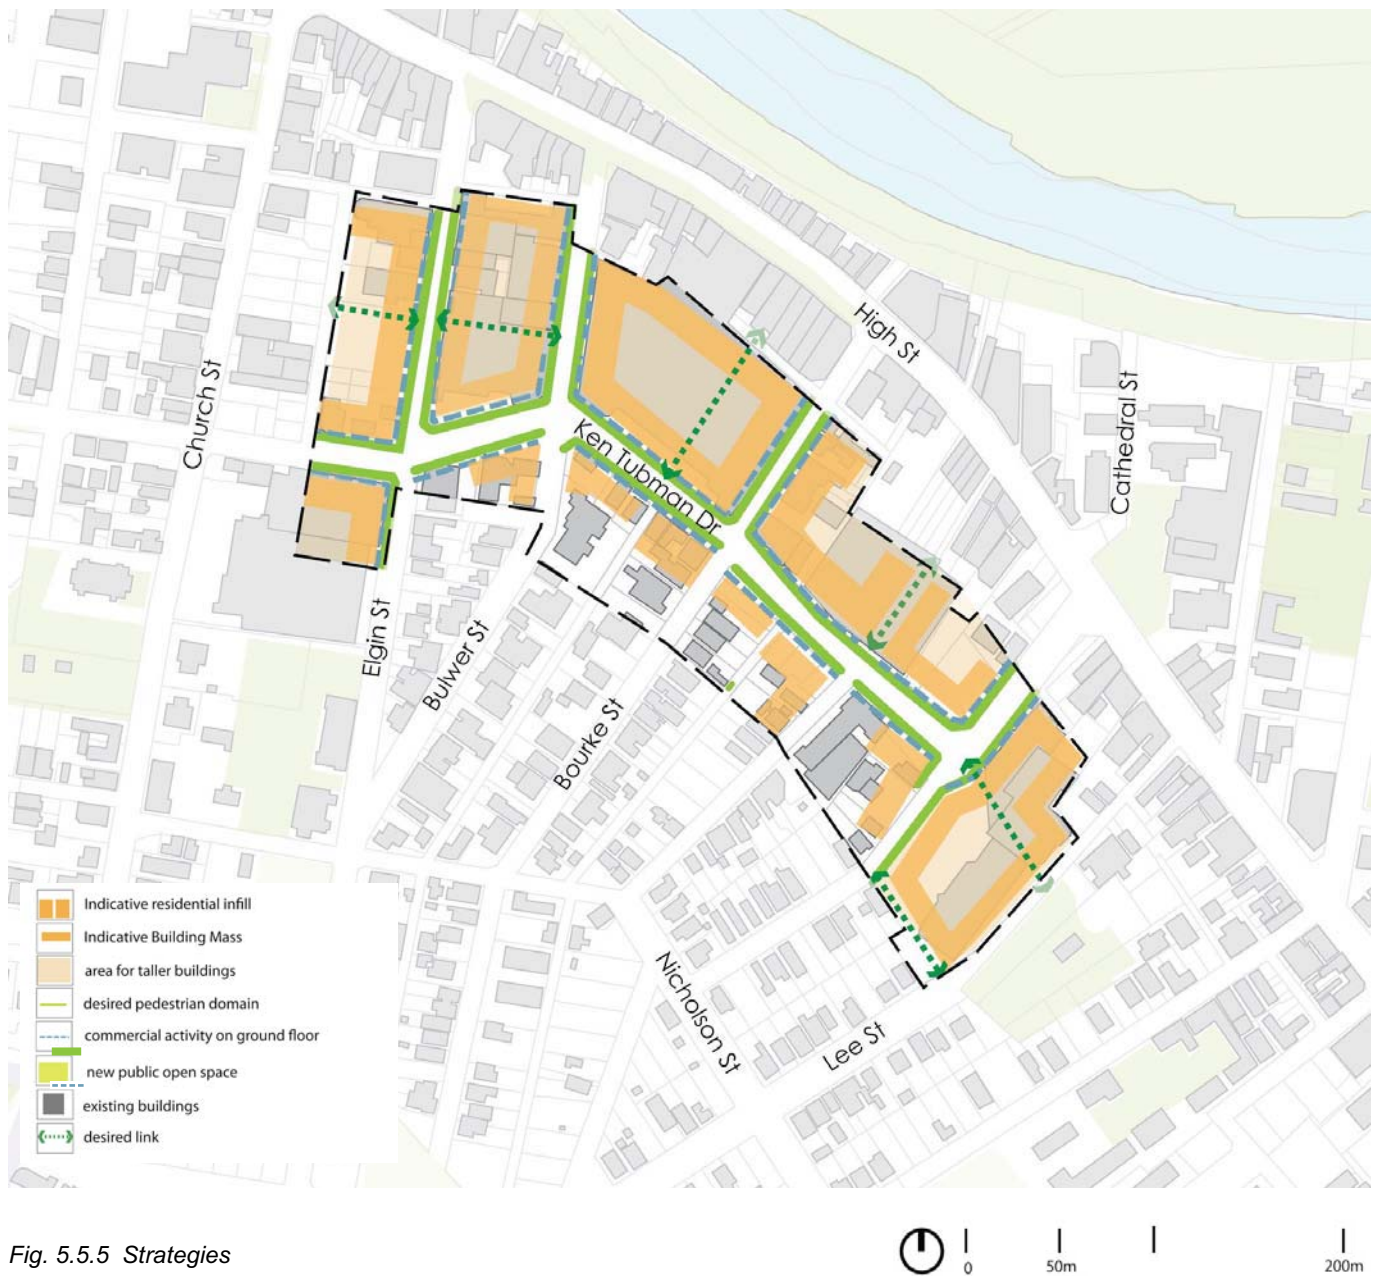 High St
Cathedral St
Church St
Ken Tubman Dr
Elgin St
Bulwer St
Bourke St
Nicholson St
Lee St
Indicative residential infill
Indicative Building Mass
area for taller buildings
desired pedestrian domain
commercial activity on ground floor
new public open space
existing buildings
desired link
Fig. 5.5.5 Strategies
0
50m
200m